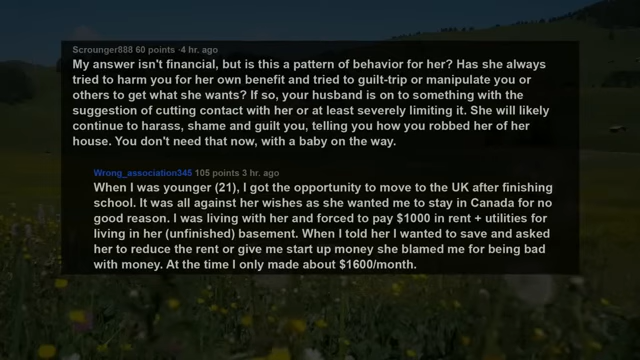 Scrounger888 60 points ·4 hr. ago
My answer isn't financial, but is this a pattern of behavior for her? Has she always
tried to harm you for her own benefit and tried to guilt-trip or manipulate you or
others to get what she wants? If so, your husband is on to something with the
suggestion of cutting contact with her or at least severely limiting it. She will likely
continue to harass, shame and guilt you, telling you how you robbed her of her
house. You don't need that now, with a baby on the way.
Wrong_association345 105 points 3 hr. ago
When I was younger (21), I got the opportunity to move to the UK after finishing
school. It was all against her wishes as she wanted me to stay in Canada for no
good reason. I was living with her and forced to pay $1000 in rent + utilities for
living in her (unfinished) basement. When I told her I wanted to save and asked
her to reduce the rent or give me start up money she blamed me for being bad
with money. At the time I only made about $1600/month.